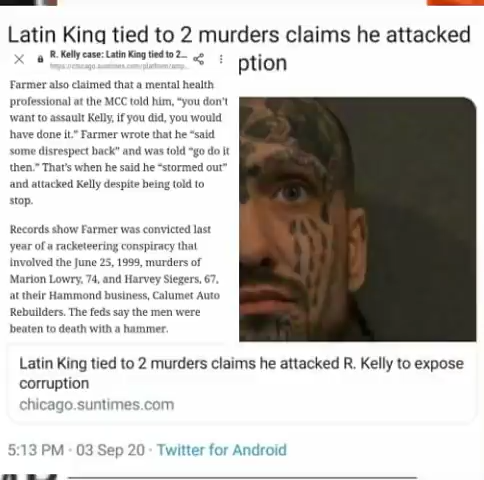 Latin King tied to 2 murders claims he attacked
ption
R. Kelly case: Latin King tied to 2...
Farmer also claimed that a mental health
professional at the MCC told him, "you don't
want to assault Kelly, if you did, you would
have done it." Farmer wrote that he "said
some disrespect back" and was told "go do it
then." That's when he said he "stormed out"
and attacked Kelly despite being told to
stop.
Records show Farmer was convicted last
year of a racketeering conspiracy that
involved the June 25, 1999, murders of
Marion Lowry, 74, and Harvey Siegers, 67,
at their Hammond business, Calumet Auto
Rebuilders. The feds say the men were
beaten to death with a hammer.
Latin King tied to 2 murders claims he attacked R. Kelly to expose
corruption
chicago.suntimes.com
5:13 PM · 03 Sep 20 · Twitter for Android